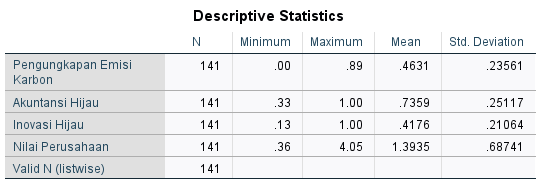 Descriptive Statistics
N Minimum Maximum Mean Std. Deviation
Pengungkapan Emisi Karbon 141 .00 .89 .4631 .23561
Akuntansi Hijau 141 .33 1.00 .7359 .25117
Inovasi Hijau 141 .13 1.00 .4176 .21064
Nilai Perusahaan 141 .36 4.05 1.3935 .68741
Valid N (listwise) 141